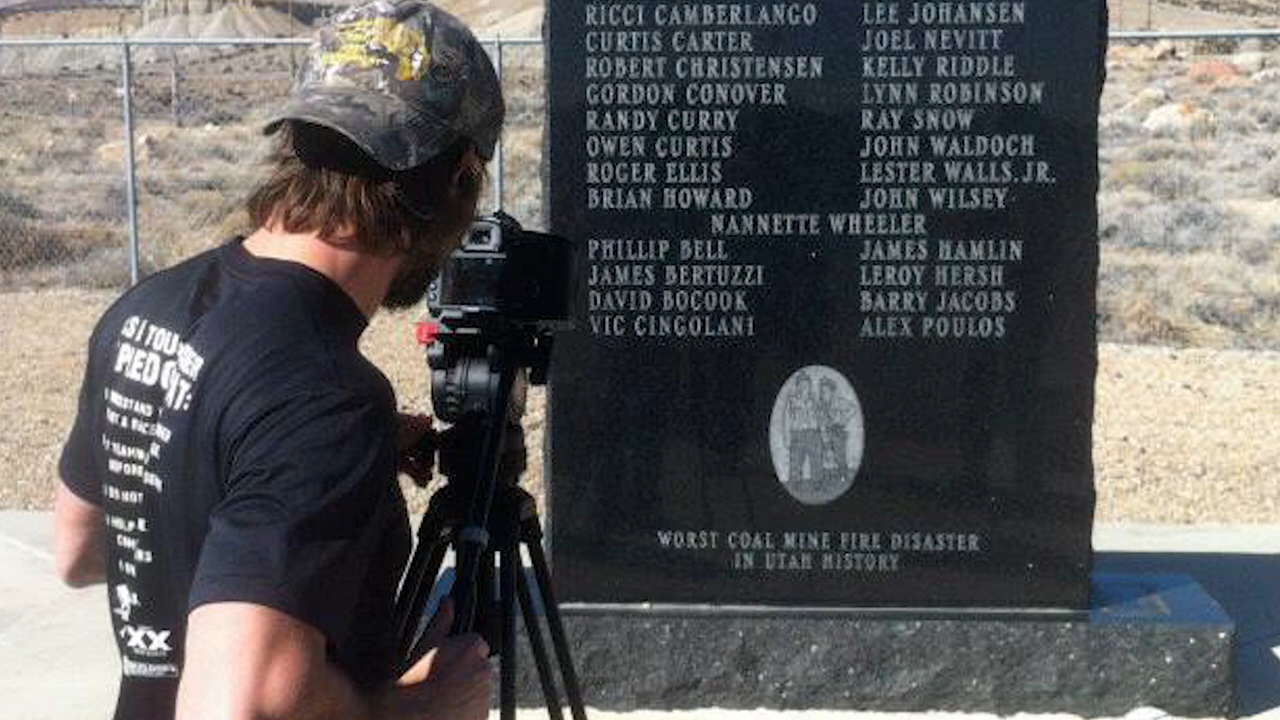 RICCI CAMBERLANGO LEE JOHANSEN
CURTIS CARTER JOEL NEVITT
ROBERT CHRISTENSEN KELLY RIDDLE
GORDON CONOVER LYNN ROBINSON
RANDY CURRY RAY SNOW
OWEN CURTIS JOHN WALDOCH
ROGER ELLIS LESTER WALLS, JR.
BRIAN HOWARD JOHN WILSEY
NANNETTE WHEELER
PHILLIP BELL JAMES HAMLIN
JAMES BERTUZZI LEROY HERSH
DAVID BOCOOK BARRY JACOBS
VIC CINGOLANI ALEX POULOS
WORST COAL MINE FIRE DISASTER
IN UTAH HISTORY